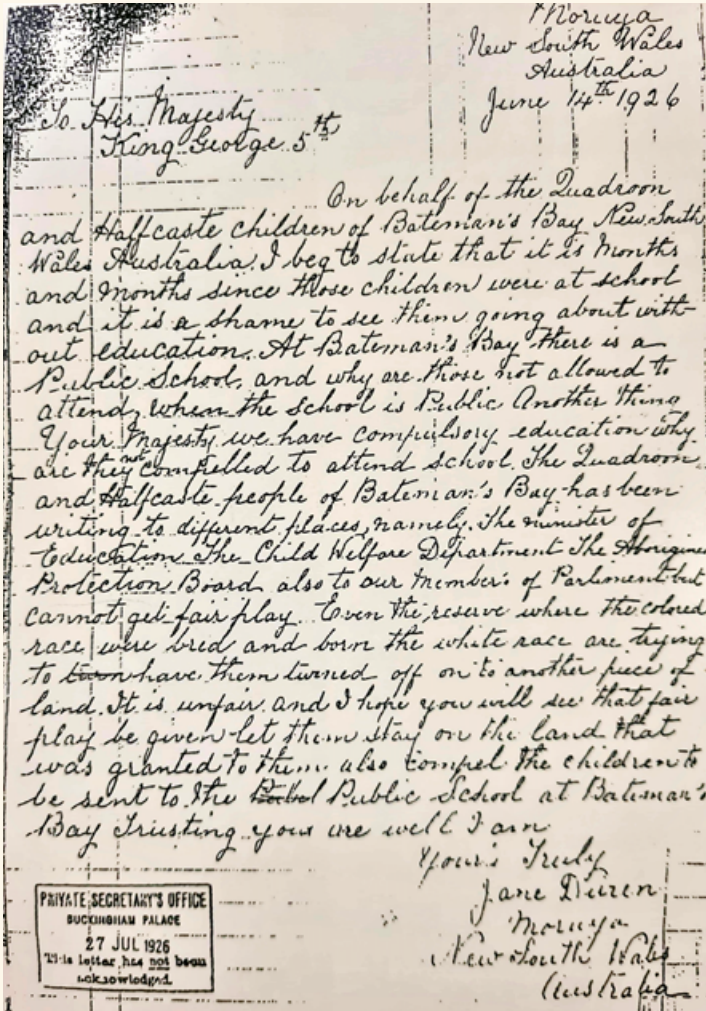 Moruya
New South Wales
Australia
June 14th 1926
To His Majesty
King George 5th
On behalf of the Quadroon
and Halfcaste children of Bateman's Bay New South
Wales Australia I beg to state that it is Months
and Months since those children were at school
and it is a shame to see them going about with-
out education. At Bateman's Bay there is a
Public School, and why are those not allowed to
attend, when the School is Public Another thing
Your Majesty we have compulsory education why
are they not compelled to attend school. The Quadroon
and Halfcaste people of Bateman's Bay has been
writing to different places, namely. The minister of
Education The Child Welfare Department The Aborigines
Protection Board also to our Member's of Parliment but
cannot get fair play. Even the reserve where the colored
race were bred and born the white race are trying
to turn have them turned off on to another piece of
land. It is unfair and I hope you will see that fair
play be given let them stay on the land that
was granted to them. also compel the children to
be sent to the Public School at Bateman's
Bay Trusting you are well I am
Your's Truly
Jane Duren
Moruya
New South Wales
Australia
PRIVATE SECRETARY'S OFFICE
BUCKINGHAM PALACE
27 JUL 1926
This letter has not been
acknowledged.